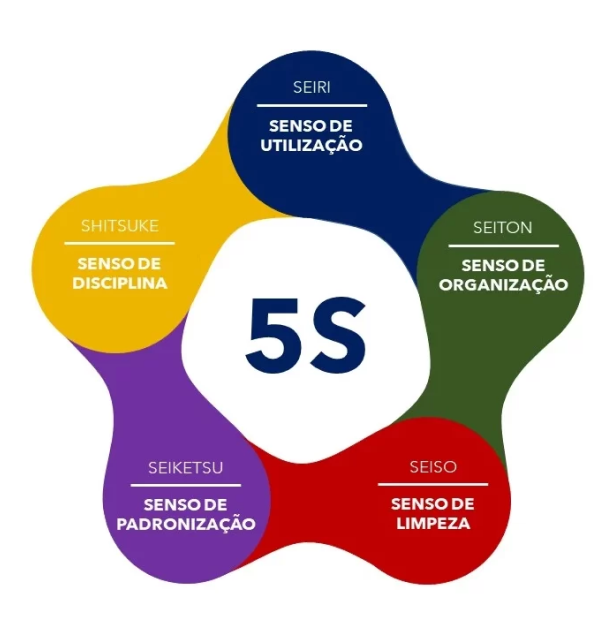 SEIRI
SENSO DE
UTILIZAÇÃO
SEITON
SENSO DE
ORGANIZAÇÃO
SEISO
SENSO DE
LIMPEZA
SEIKETSU
SENSO DE
PADRONIZAÇÃO
SHITSUKE
SENSO DE
DISCIPLINA
5S